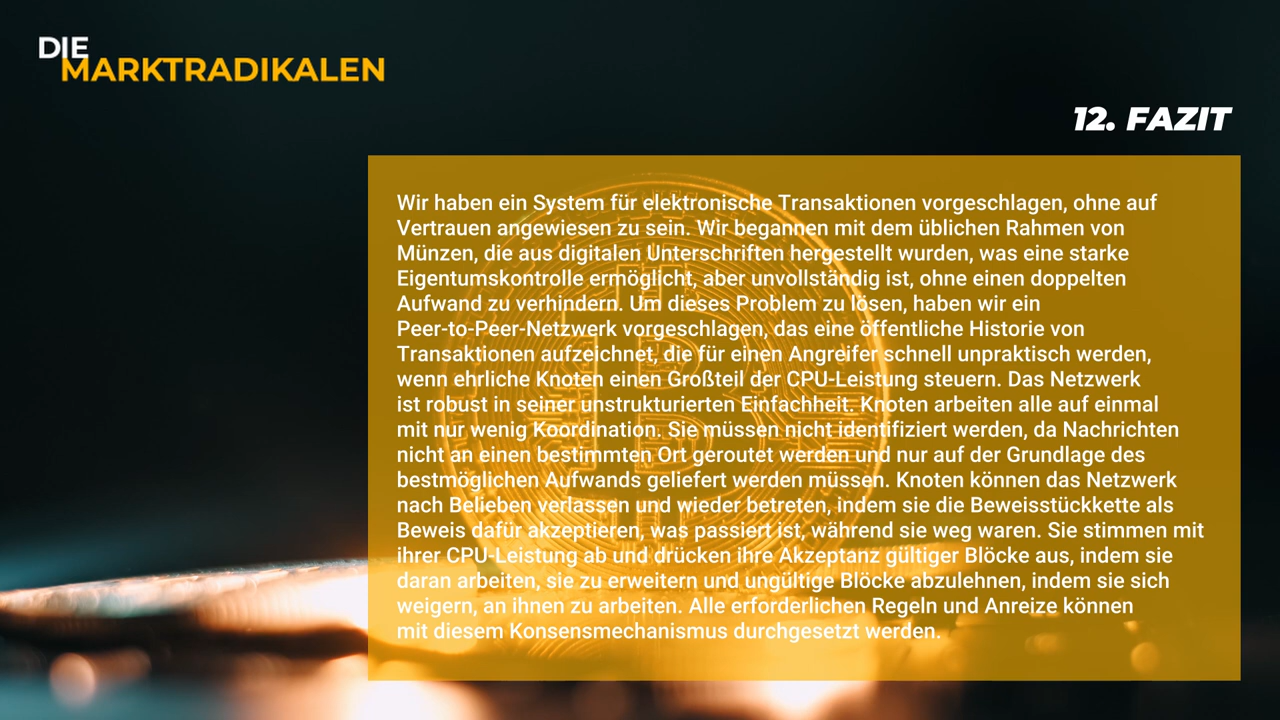 DIE
MARKTRADIKALEN
12. FAZIT
Wir haben ein System für elektronische Transaktionen vorgeschlagen, ohne auf
Vertrauen angewiesen zu sein. Wir begannen mit dem üblichen Rahmen von
Münzen, die aus digitalen Unterschriften hergestellt wurden, was eine starke
Eigentumskontrolle ermöglicht, aber unvollständig ist, ohne einen doppelten
Aufwand zu verhindern. Um dieses Problem zu lösen, haben wir ein
Peer-to-Peer-Netzwerk vorgeschlagen, das eine öffentliche Historie von
Transaktionen aufzeichnet, die für einen Angreifer schnell unpraktisch werden,
wenn ehrliche Knoten einen Großteil der CPU-Leistung steuern. Das Netzwerk
ist robust in seiner unstrukturierten Einfachheit. Knoten arbeiten alle auf einmal
mit nur wenig Koordination. Sie müssen nicht identifiziert werden, da Nachrichten
nicht an einen bestimmten Ort geroutet werden und nur auf der Grundlage des
bestmöglichen Aufwands geliefert werden müssen. Knoten können das Netzwerk
nach Belieben verlassen und wieder betreten, indem sie die Beweisstückkette als
Beweis dafür akzeptieren, was passiert ist, während sie weg waren. Sie stimmen mit
ihrer CPU-Leistung ab und drücken ihre Akzeptanz gültiger Blöcke aus, indem sie
daran arbeiten, sie zu erweitern und ungültige Blöcke abzulehnen, indem sie sich
weigern, an ihnen zu arbeiten. Alle erforderlichen Regeln und Anreize können
mit diesem Konsensmechanismus durchgesetzt werden.